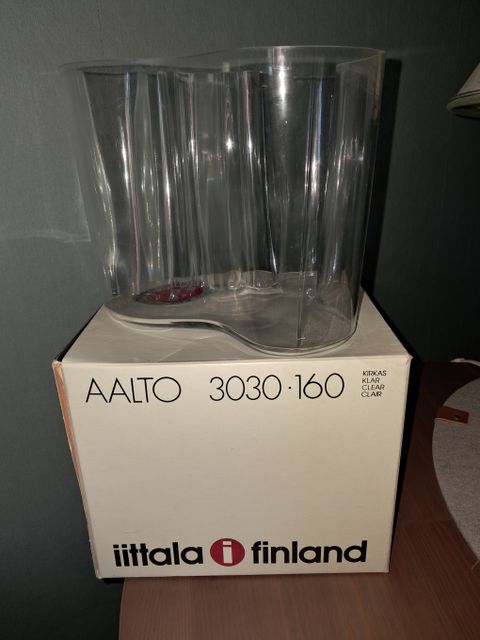 AALTO 3030·160
KIRKAS
KLAR
CLEAR
CLAIR
iittala i finland